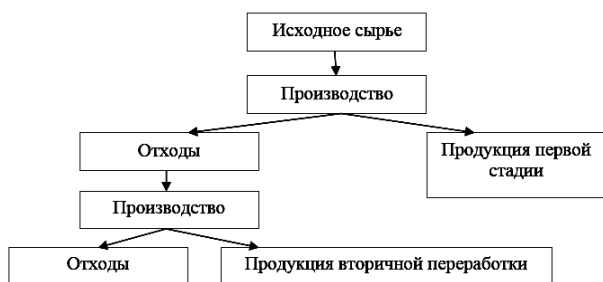 Исходное сырье
Производство
Отходы
Продукция первой
стадии
Производство
Отходы
Продукция вторичной переработки